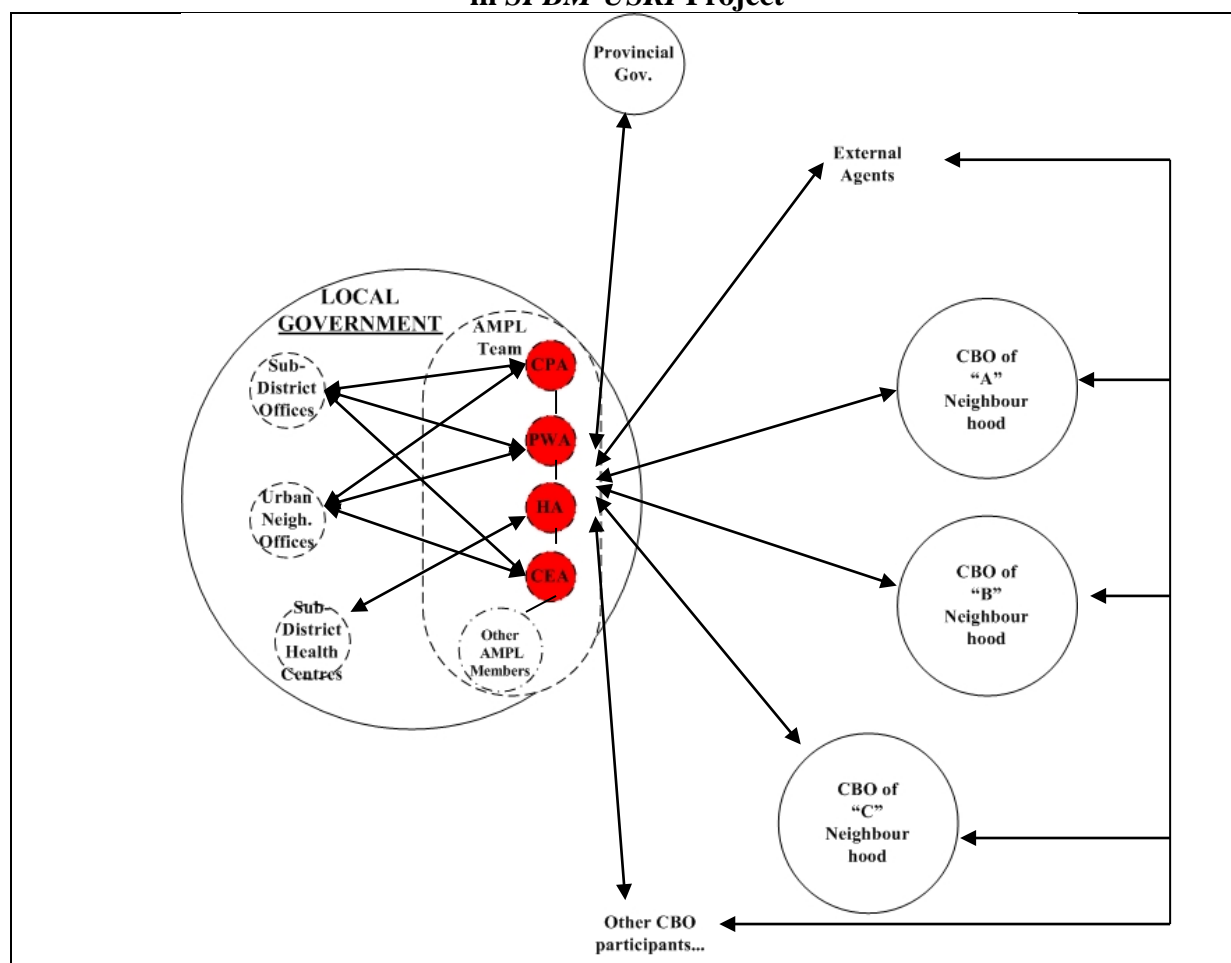 in SPBM-USRI Project
Provincial
Gov.
External
Agents
LOCAL
GOVERNMENT
AMPL
Team
Sub-
District
Offices
CPA
PWA
Urban
Neigh.
Offices
HA
CEA
Sub-
District
Health
Centres
Other
AMPL
Members
CBO of
“A”
Neighbour
hood
CBO of
“B”
Neighbour
hood
CBO of
“C”
Neighbour
hood
Other CBO
participants...